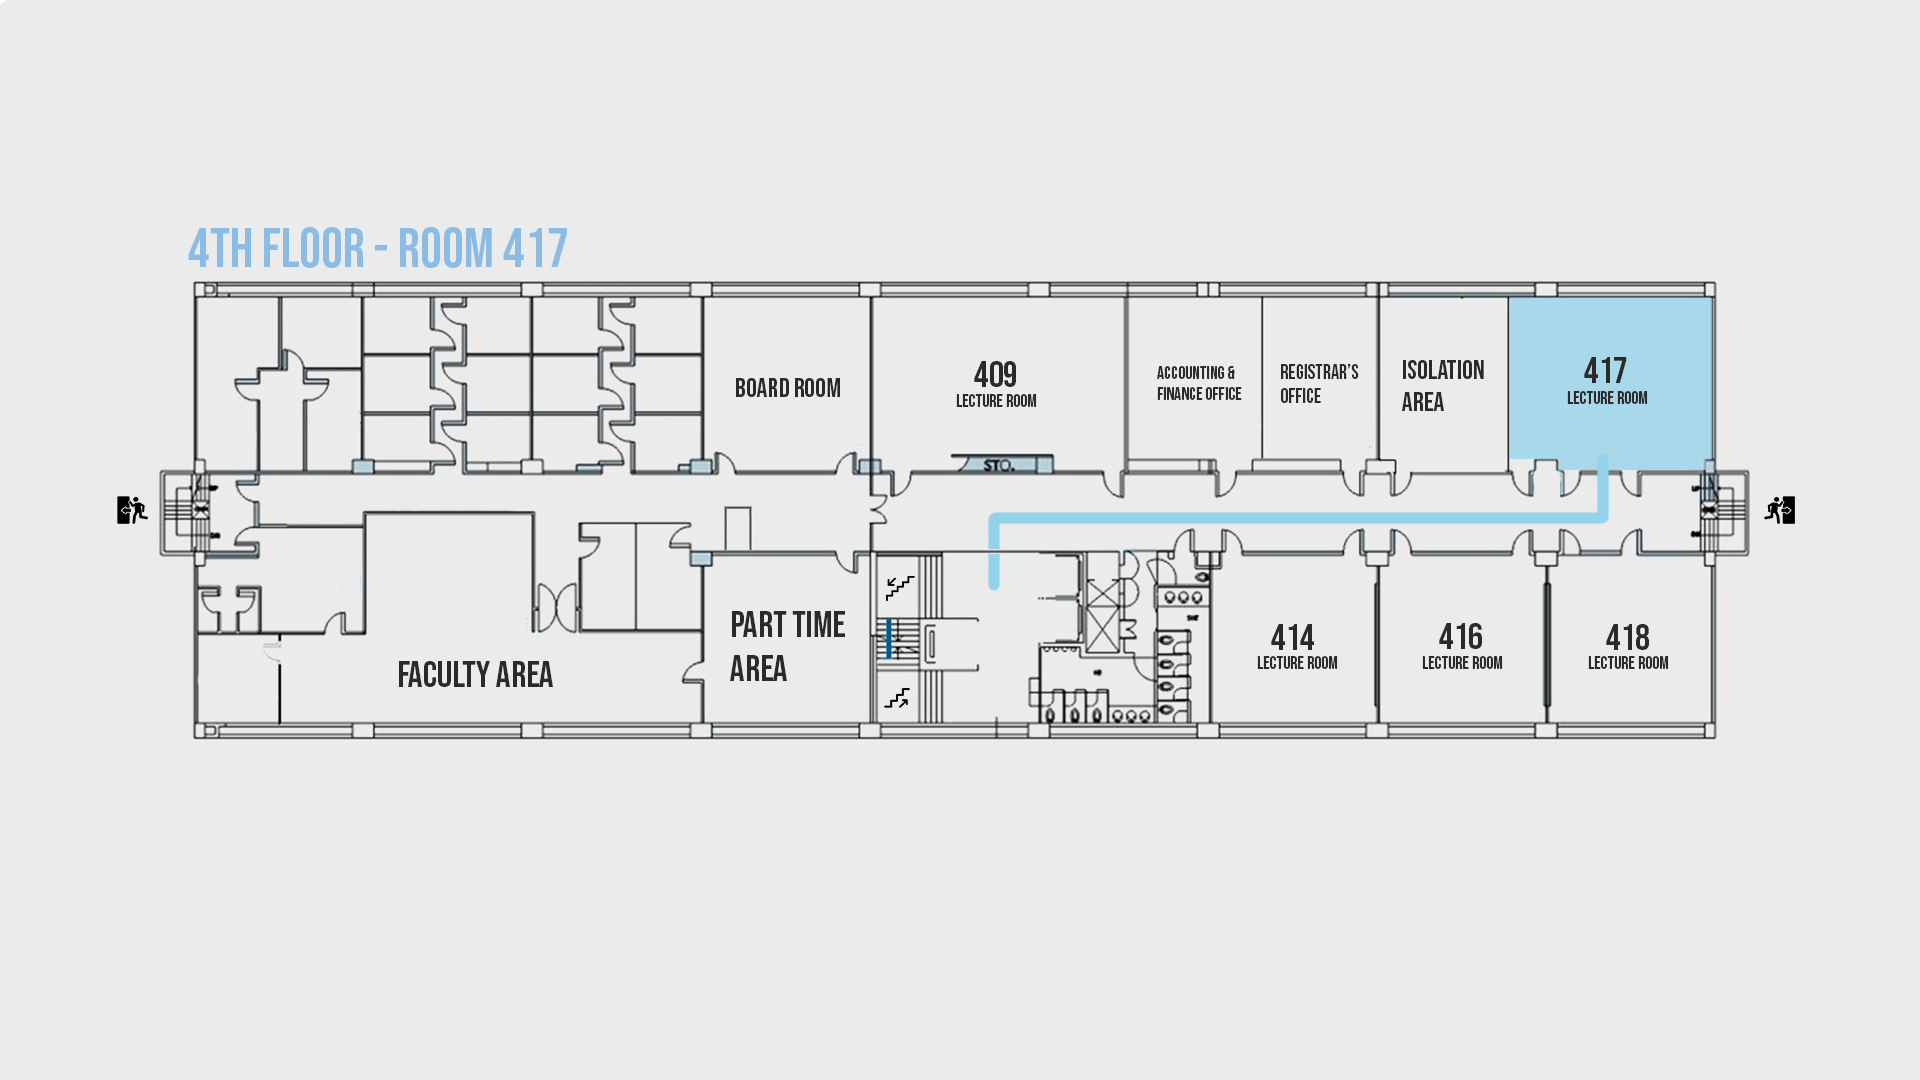 4TH FLOOR - ROOM 417
BOARD ROOM
409
LECTURE ROOM
ACCOUNTING &
FINANCE OFFICE
REGISTRAR'S
OFFICE
ISOLATION
AREA
417
LECTURE ROOM
STO.
FACULTY AREA
PART TIME
AREA
414
LECTURE ROOM
416
LECTURE ROOM
418
LECTURE ROOM